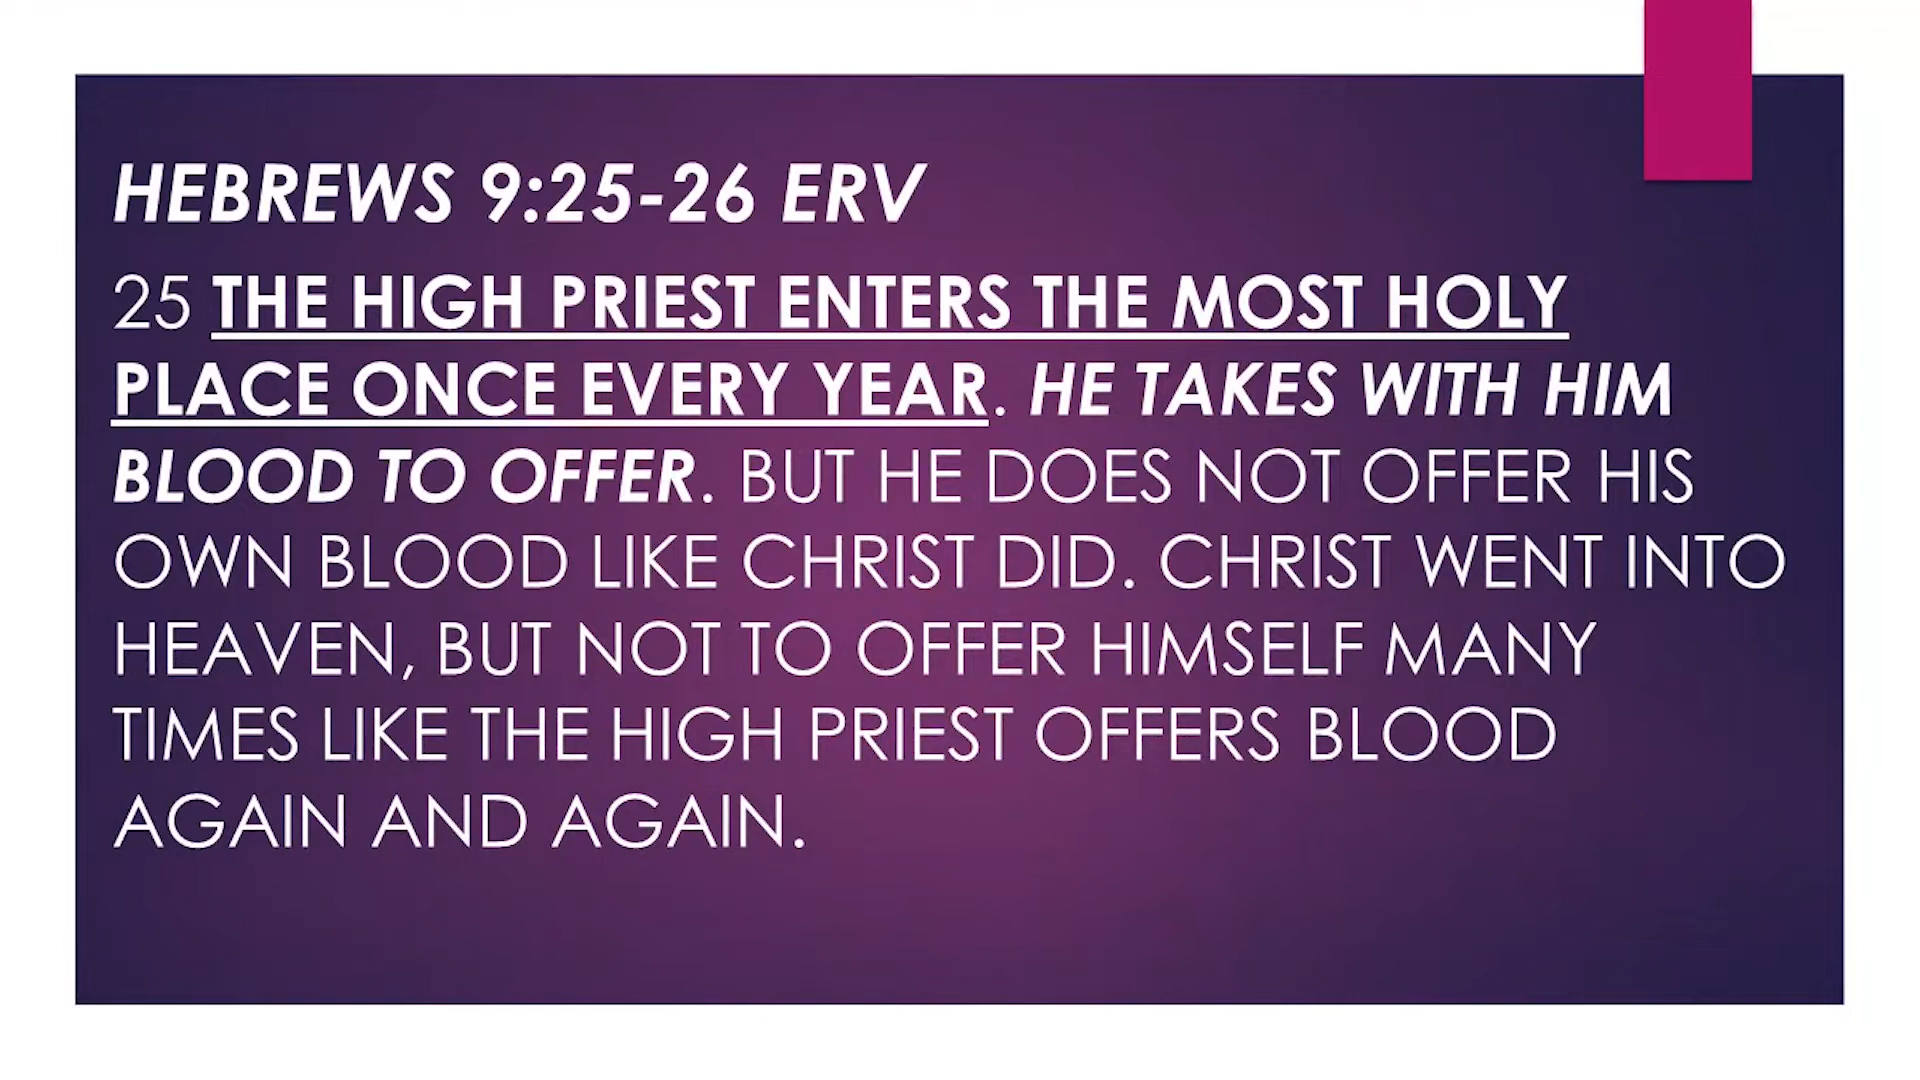 HEBREWS 9:25-26 ERV
25 THE HIGH PRIEST ENTERS THE MOST HOLY
PLACE ONCE EVERY YEAR. HE TAKES WITH HIM
BLOOD TO OFFER. BUT HE DOES NOT OFFER HIS
OWN BLOOD LIKE CHRIST DID. CHRIST WENT INTO
HEAVEN, BUT NOT TO OFFER HIMSELF MANY
TIMES LIKE THE HIGH PRIEST OFFERS BLOOD
AGAIN AND AGAIN.